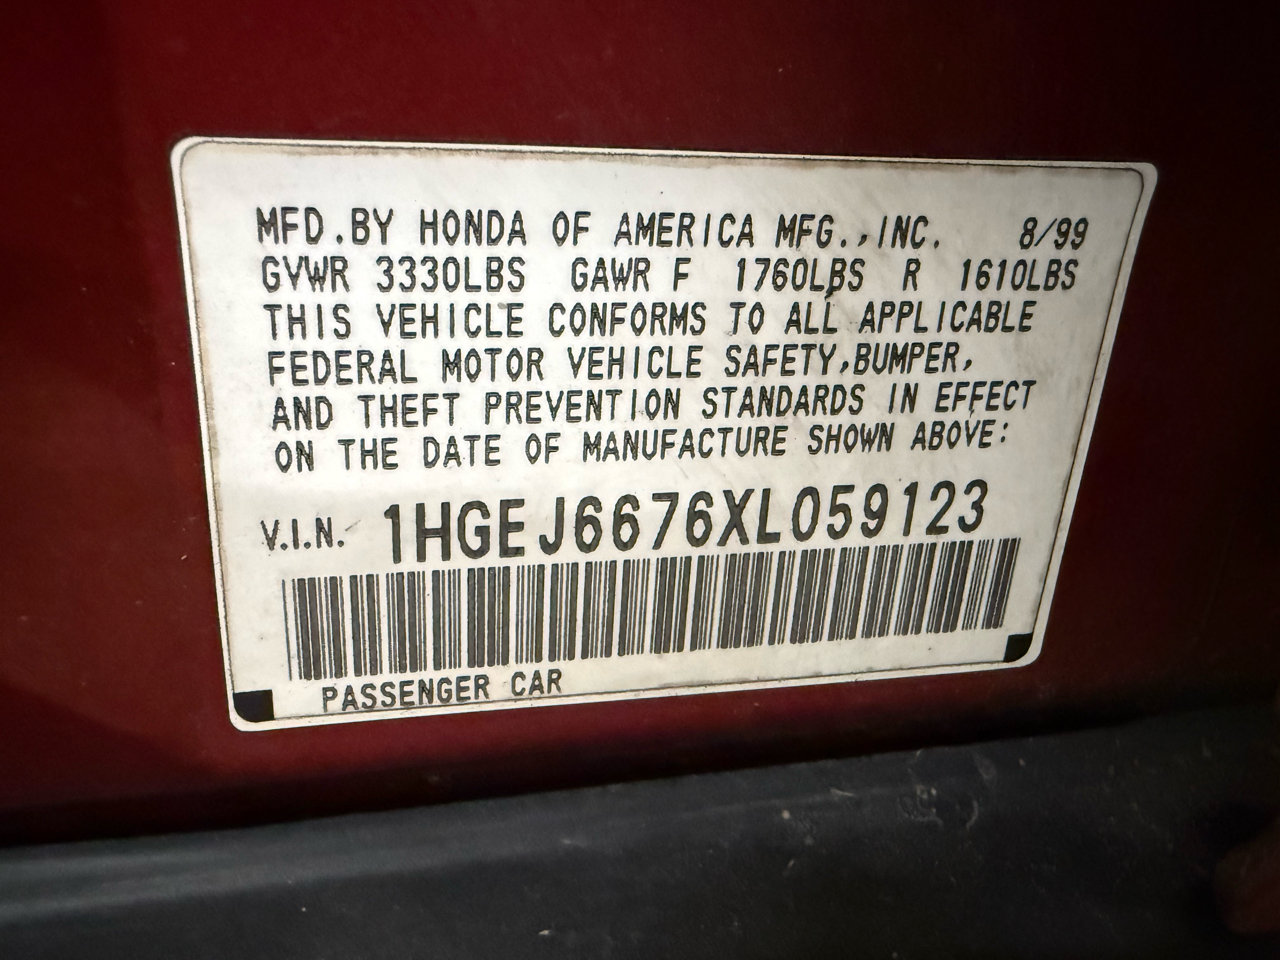 MFD.BY HONDA OF AMERICA MFG.,INC. 8/99
GVWR 3330LBS GAWR F 1760LBS R 1610LBS
THIS VEHICLE CONFORMS TO ALL APPLICABLE
FEDERAL MOTOR VEHICLE SAFETY,BUMPER,
AND THEFT PREVENTION STANDARDS IN EFFECT
ON THE DATE OF MANUFACTURE SHOWN ABOVE:
V.I.N. 1HGEJ6676XL059123
PASSENGER CAR